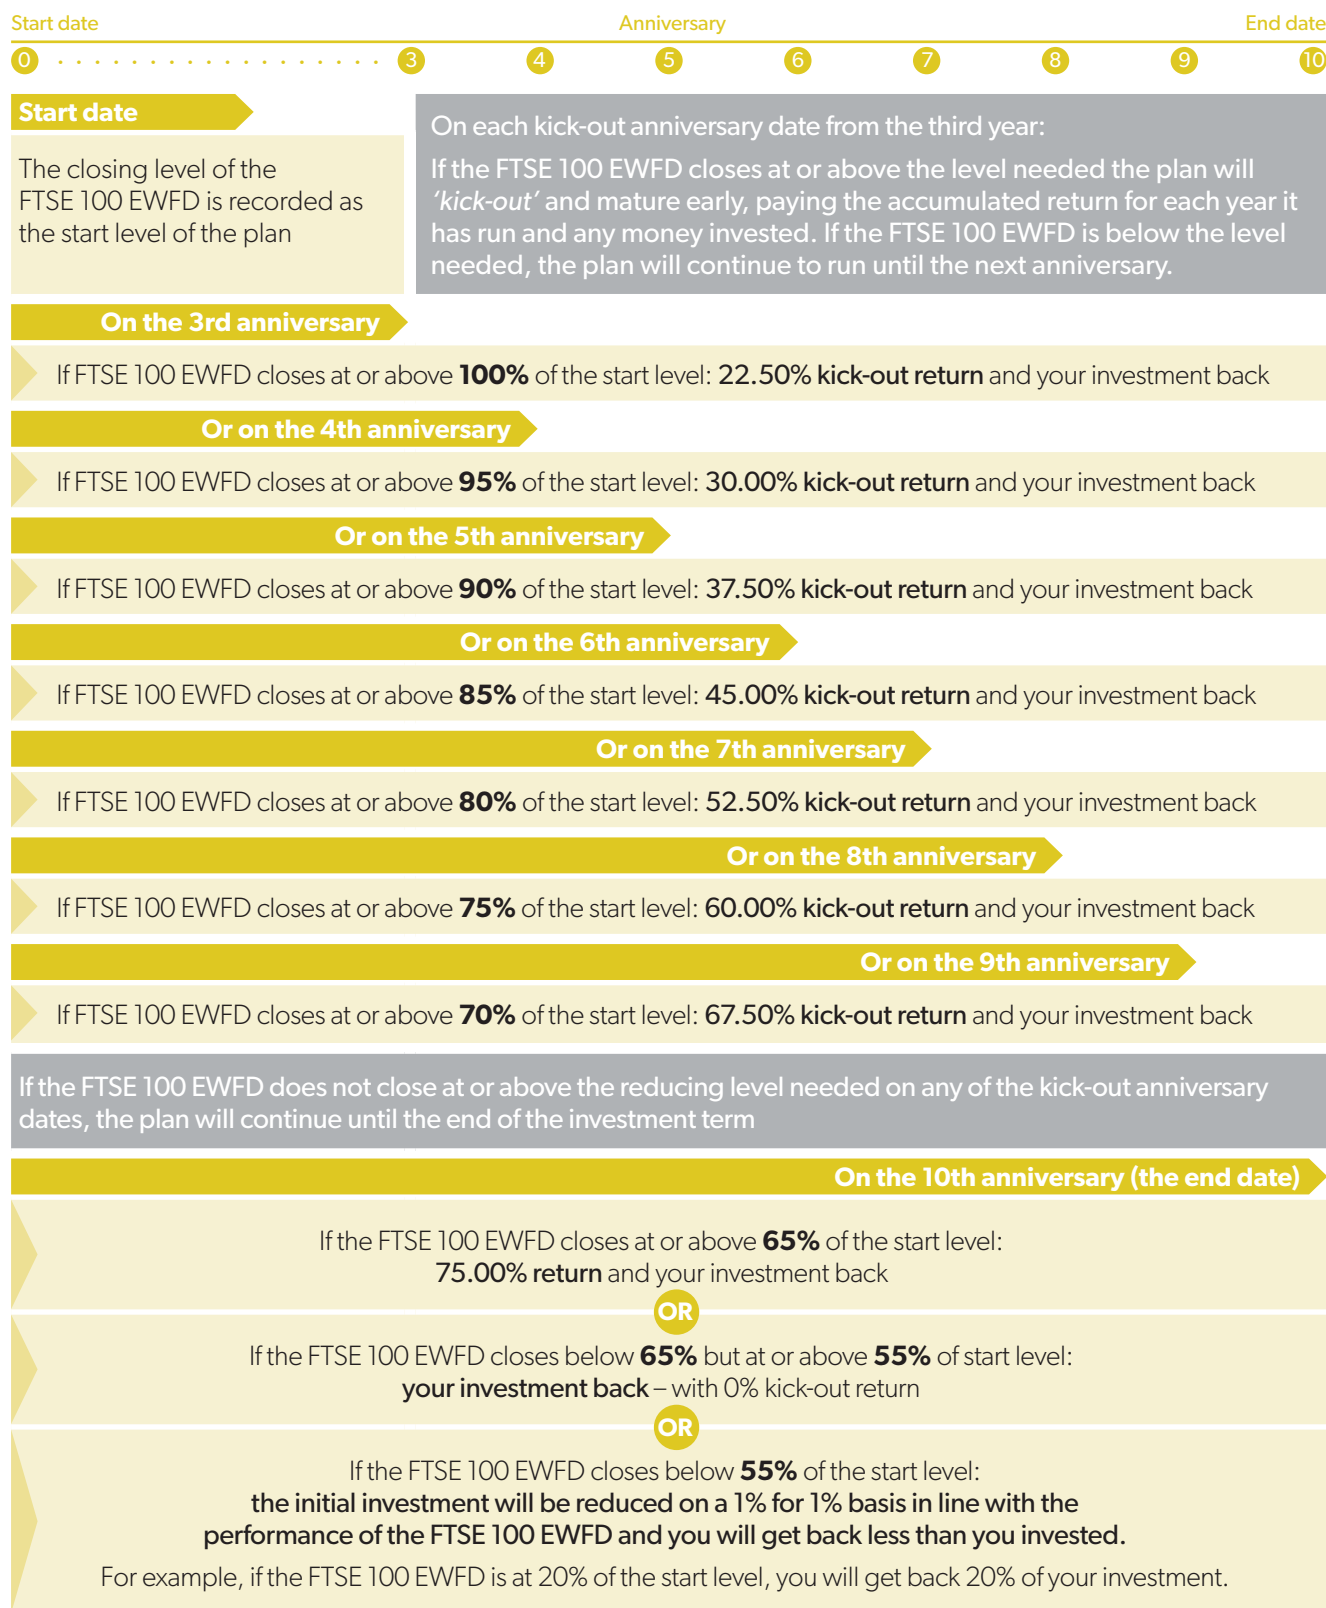 Start date
Anniversary
End date
0 3 4 5 6 7 8 9 10
Start date
The closing level of the
FTSE 100 EWFD is recorded as
the start level of the plan
On each kick-out anniversary date from the third year:
If the FTSE 100 EWFD closes at or above the level needed the plan will
‘kick-out’ and mature early, paying the accumulated return for each year it
has run and any money invested. If the FTSE 100 EWFD is below the level
needed, the plan will continue to run until the next anniversary.
On the 3rd anniversary
If FTSE 100 EWFD closes at or above 100% of the start level: 22.50% kick-out return and your investment back
Or on the 4th anniversary
If FTSE 100 EWFD closes at or above 95% of the start level: 30.00% kick-out return and your investment back
Or on the 5th anniversary
If FTSE 100 EWFD closes at or above 90% of the start level: 37.50% kick-out return and your investment back
Or on the 6th anniversary
If FTSE 100 EWFD closes at or above 85% of the start level: 45.00% kick-out return and your investment back
Or on the 7th anniversary
If FTSE 100 EWFD closes at or above 80% of the start level: 52.50% kick-out return and your investment back
Or on the 8th anniversary
If FTSE 100 EWFD closes at or above 75% of the start level: 60.00% kick-out return and your investment back
Or on the 9th anniversary
If FTSE 100 EWFD closes at or above 70% of the start level: 67.50% kick-out return and your investment back
If the FTSE 100 EWFD does not close at or above the reducing level needed on any of the kick-out anniversary
dates, the plan will continue until the end of the investment term
On the 10th anniversary (the end date)
If the FTSE 100 EWFD closes at or above 65% of the start level:
75.00% return and your investment back
OR
If the FTSE 100 EWFD closes below 65% but at or above 55% of start level:
your investment back – with 0% kick-out return
OR
If the FTSE 100 EWFD closes below 55% of the start level:
the initial investment will be reduced on a 1% for 1% basis in line with the
performance of the FTSE 100 EWFD and you will get back less than you invested.
For example, if the FTSE 100 EWFD is at 20% of the start level, you will get back 20% of your investment.